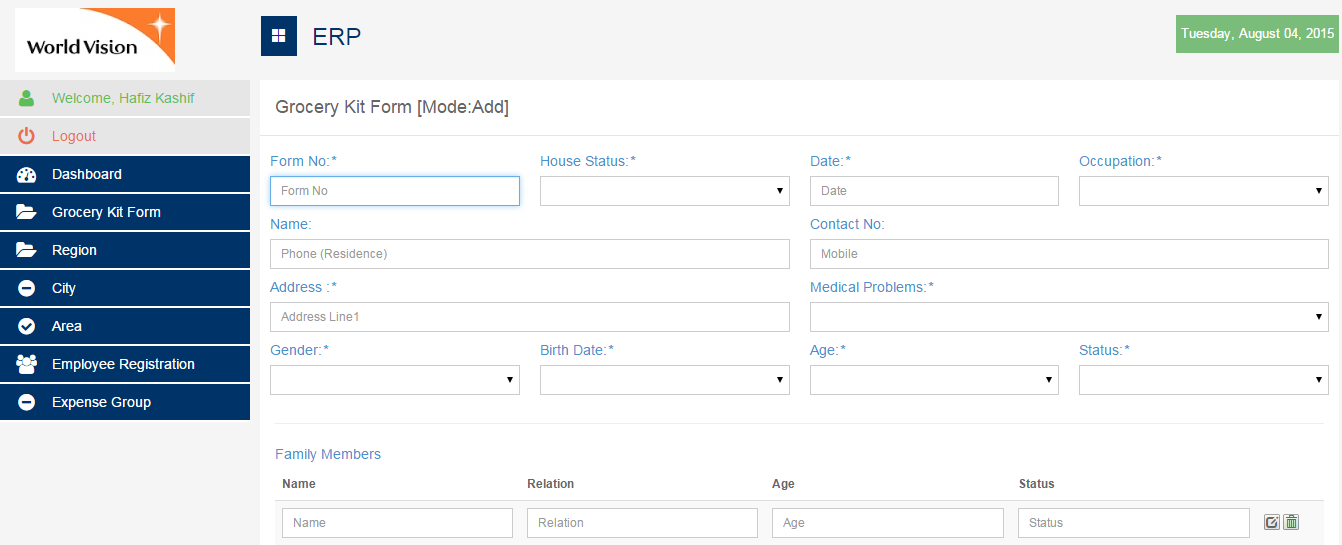 World Vision
ERP
Tuesday, August 04, 2015
Welcome, Hafiz Kashif
Logout
Dashboard
Grocery Kit Form
Region
City
Area
Employee Registration
Expense Group
Grocery Kit Form [Mode:Add]
Form No:* House Status:* Date:* Occupation:*
Form No Date
Name: Contact No:
Phone (Residence) Mobile
Address :* Medical Problems:*
Address Line1
Gender:* Birth Date:* Age:* Status:*
Family Members
Name Relation Age Status
Name Relation Age Status